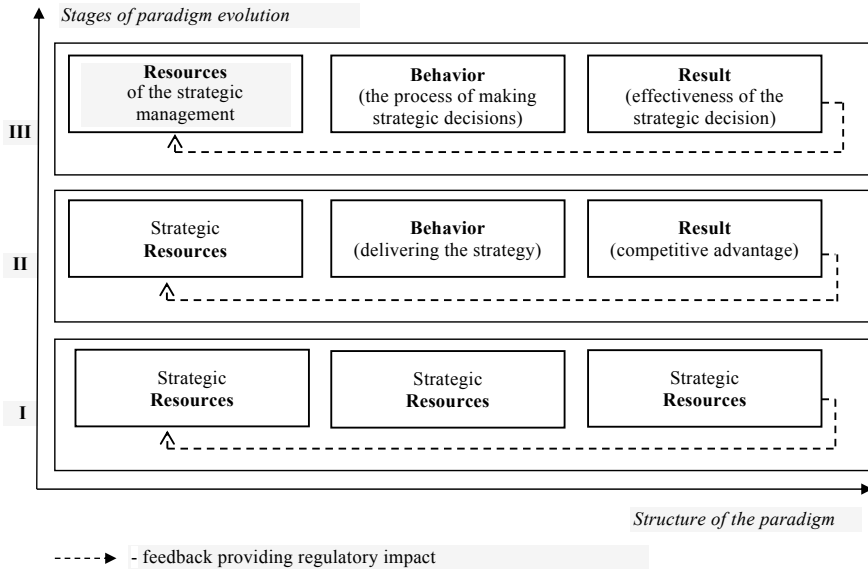 Stages of paradigm evolution
III
Resources
of the strategic
management
Behavior
(the process of making
strategic decisions)
Result
(effectiveness of the
strategic decision)
II
Strategic
Resources
Behavior
(delivering the strategy)
Result
(competitive advantage)
I
Strategic
Resources
Strategic
Resources
Strategic
Resources
Structure of the paradigm
- feedback providing regulatory impact